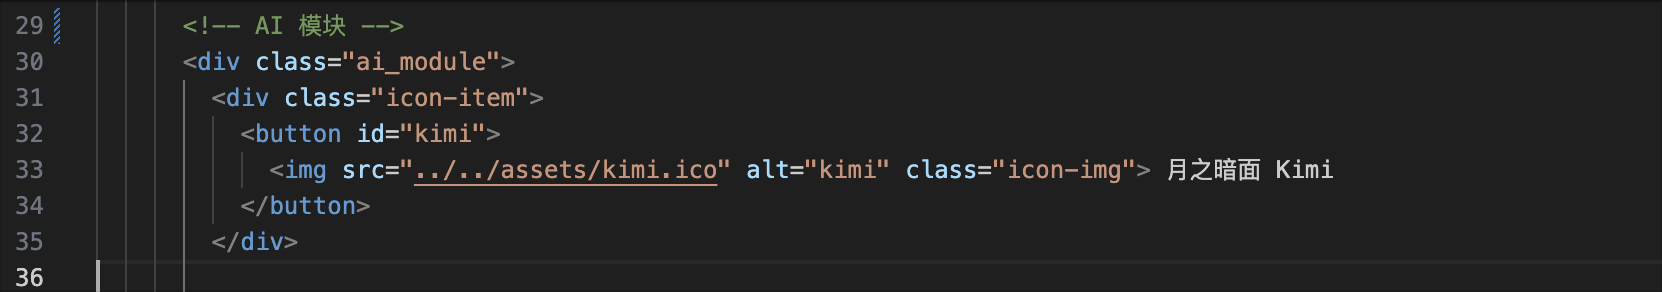 29 <!-- AI 模块 -->
30 <div class="ai_module">
31 <div class="icon-item">
32 <button id="kimi">
33 <img src="../../assets/kimi.ico" alt="kimi" class="icon-img"> 月之暗面 Kimi
34 </button>
35 </div>
36